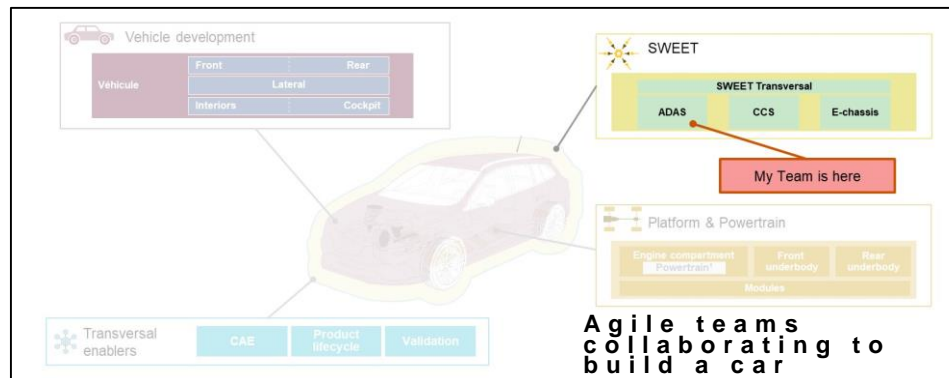 Vehicle development
Véhicule
Front Rear
Lateral
Interiors Cockpit
SWEET
SWEET Transversal
ADAS CCS E-chassis
My Team is here
Platform & Powertrain
Engine compartment
Powertrain¹
Front
underbody
Rear
underbody
Modules
Transversal
enablers
CAE
Product
lifecycle
Validation
Agile teams
collaborating to
build a car